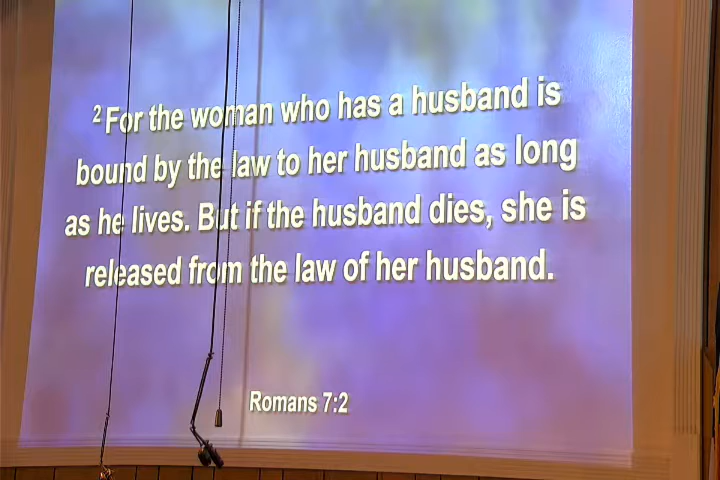 2 For the woman who has a husband is
bound by the law to her husband as long
as he lives. But if the husband dies, she is
released from the law of her husband.
Romans 7:2